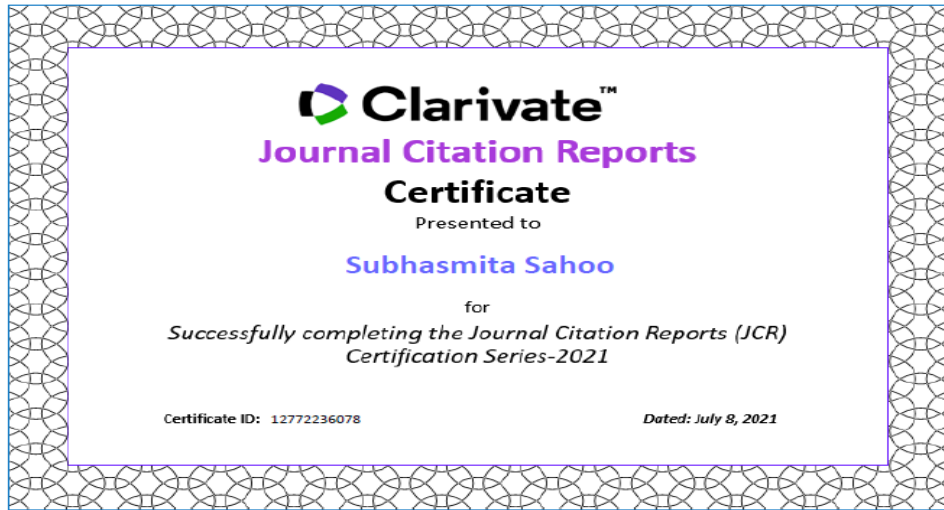 Clarivate™
Journal Citation Reports
Certificate
Presented to
Subhasmita Sahoo
for
Successfully completing the Journal Citation Reports (JCR)
Certification Series-2021
Certificate ID: 12772236078 Dated: July 8, 2021